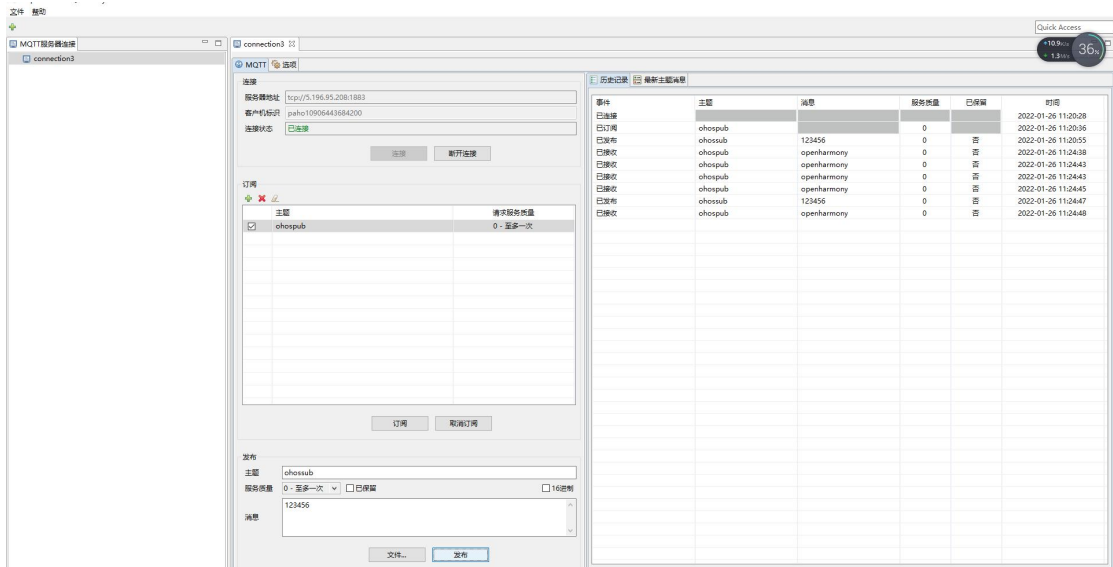 文件 帮助
Quick Access
MQTT服务器连接
connection3
connection3
MQTT 选项
连接
服务器地址 tcp://5.196.95.208:1883
客户机标识 paho10906443684200
连接状态 已连接
连接 断开连接
订阅
主题 请求服务质量
ohospub 0 - 至多一次
订阅 取消订阅
发布
主题 ohossub
服务质量 0 - 至多一次 已保留 16进制
消息 123456
文件... 发布
历史记录 最新主题消息
事件 主题 消息 服务质量 已保留 时间
已连接 2022-01-26 11:20:28
已订阅 ohospub 0 2022-01-26 11:20:36
已发布 ohossub 123456 0 否 2022-01-26 11:20:55
已接收 ohospub openharmony 0 否 2022-01-26 11:24:38
已接收 ohospub openharmony 0 否 2022-01-26 11:24:43
已接收 ohospub openharmony 0 否 2022-01-26 11:24:43
已接收 ohospub openharmony 0 否 2022-01-26 11:24:45
已发布 ohossub 123456 0 否 2022-01-26 11:24:47
已接收 ohospub openharmony 0 否 2022-01-26 11:24:48
36%